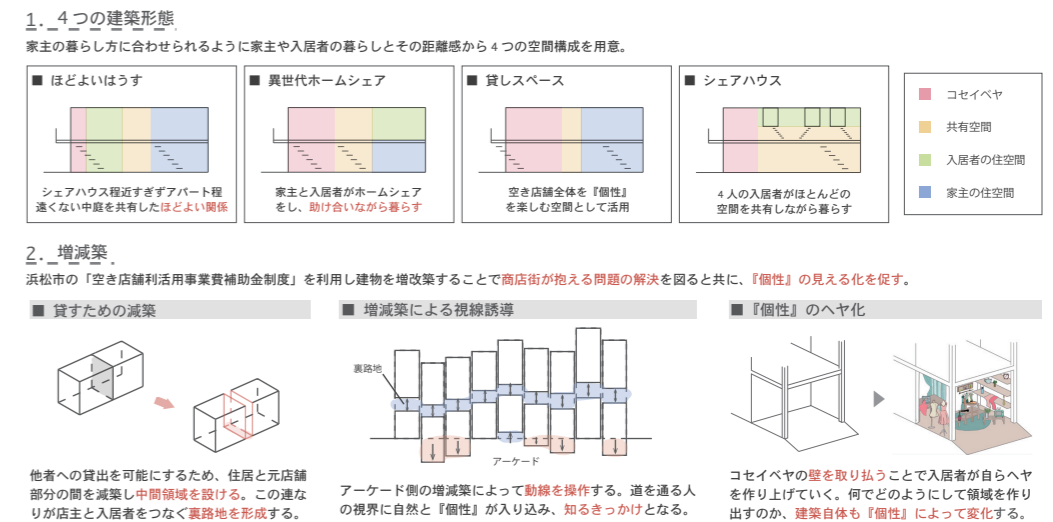 1. 4つの建築形態
家主の暮らし方に合わせられるように家主や入居者の暮らしとその距離感から4つの空間構成を用意。
■ ほどよいはうす
シェアハウス程近すぎずアパート程
遠くない中庭を共有したほどよい関係
■ 異世代ホームシェア
家主と入居者がホームシェア
をし、助け合いながら暮らす
■ 貸しスペース
空き店舗全体を『個性』
を楽しむ空間として活用
■ シェアハウス
4人の入居者がほとんどの
空間を共有しながら暮らす
コセイベヤ
共有空間
入居者の住空間
家主の住空間
2. 増減築
浜松市の「空き店舗利活用事業費補助金制度」を利用し建物を増改築することで商店街が抱える問題の解決を図ると共に、『個性』の見える化を促す。
■ 貸すための減築
他者への貸出を可能にするため、住居と元店舗
部分の間を減築し中間領域を設ける。この連な
りが店主と入居者をつなぐ裏路地を形成する。
■ 増減築による視線誘導
裏路地
アーケード
アーケード側の増減築によって動線を操作する。道を通る人
の視界に自然と『個性』が入り込み、知るきっかけとなる。
■『個性』のヘヤ化
コセイベヤの壁を取り払うことで入居者が自らヘヤ
を作り上げていく。何でどのようにして領域を作り
出すのか、建築自体も『個性』によって変化する。